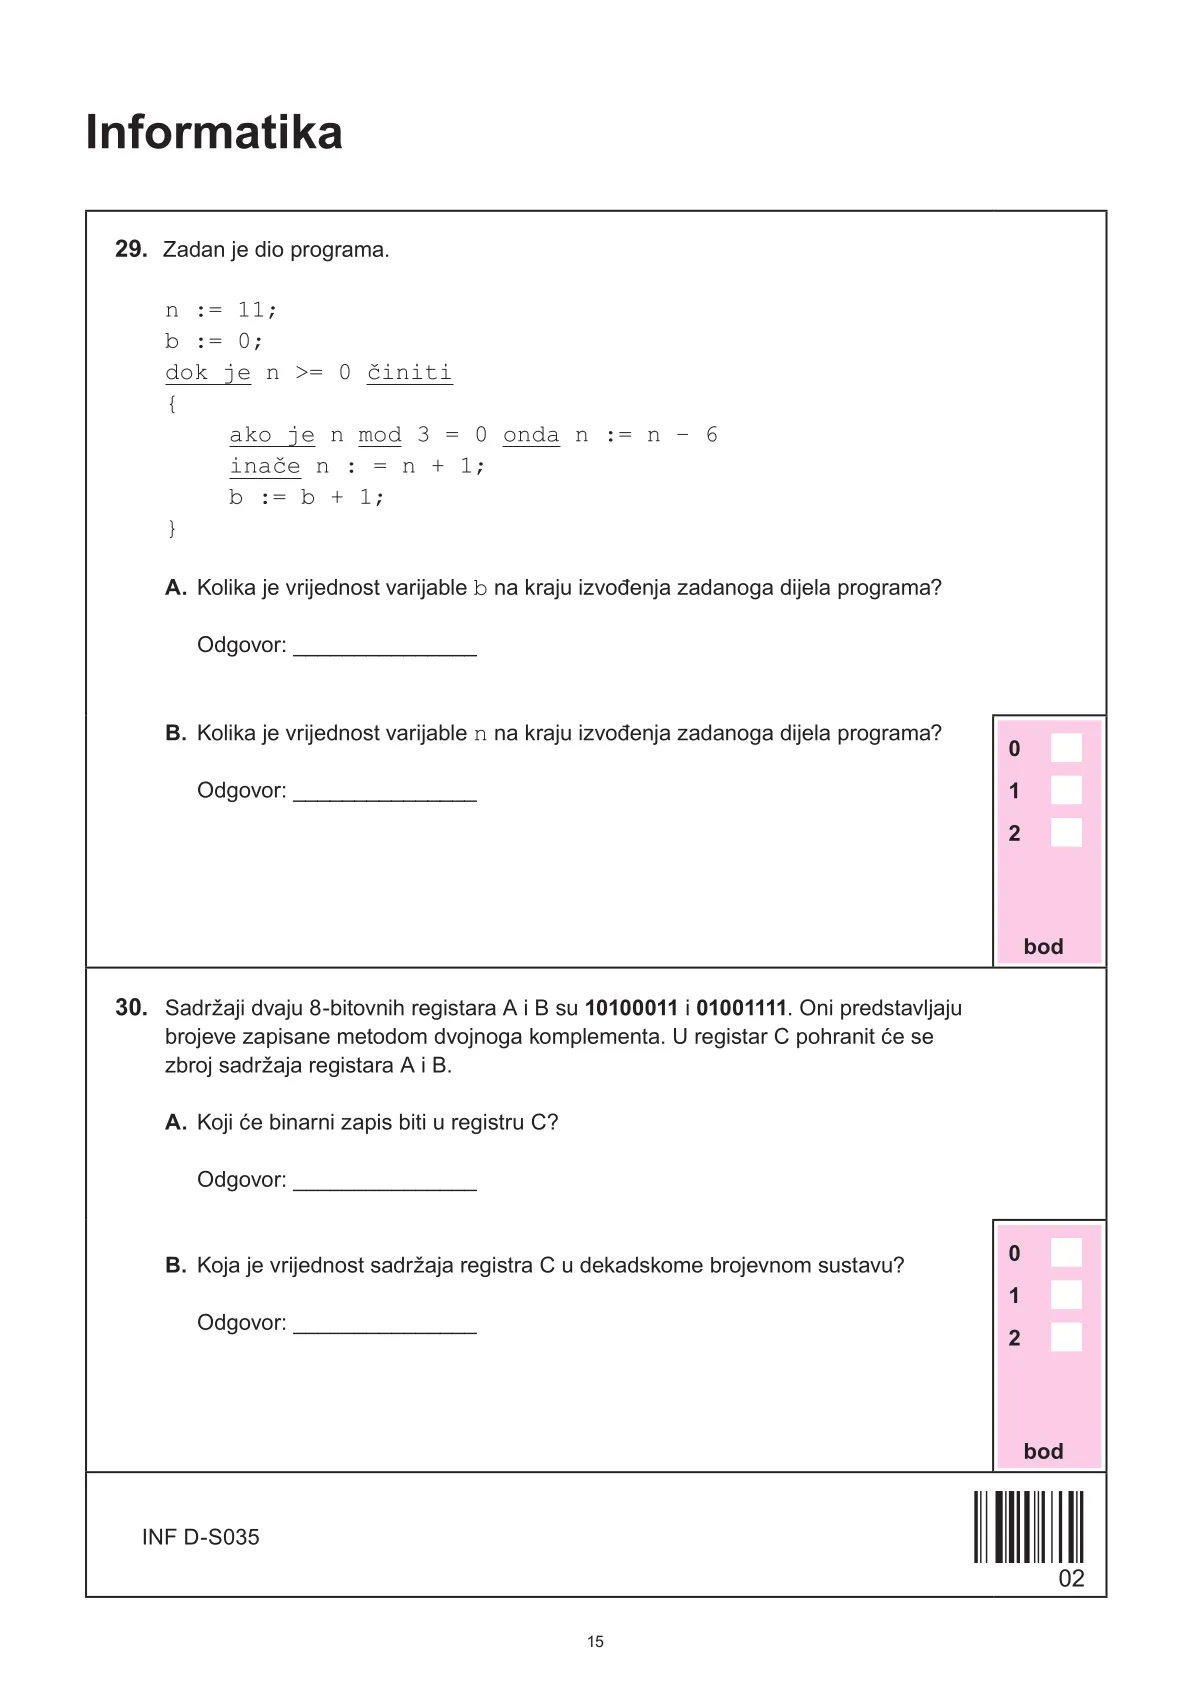 Informatika
29. Zadan je dio programa.
n := 11;
b := 0;
dok je n >= 0 činiti
{
ako je n mod 3 = 0 onda n := n – 6
inače n : = n + 1;
b := b + 1;
}
A. Kolika je vrijednost varijable b na kraju izvođenja zadanoga dijela programa?
Odgovor: _______________
B. Kolika je vrijednost varijable n na kraju izvođenja zadanoga dijela programa?
Odgovor: _______________
0
1
2
bod
30. Sadržaji dvaju 8-bitovnih registara A i B su 10100011 i 01001111. Oni predstavljaju
brojeve zapisane metodom dvojnoga komplementa. U registar C pohranit će se
zbroj sadržaja registara A i B.
A. Koji će binarni zapis biti u registru C?
Odgovor: _______________
B. Koja je vrijednost sadržaja registra C u dekadskome brojevnom sustavu?
Odgovor: _______________
0
1
2
bod
INF D-S035
02
15